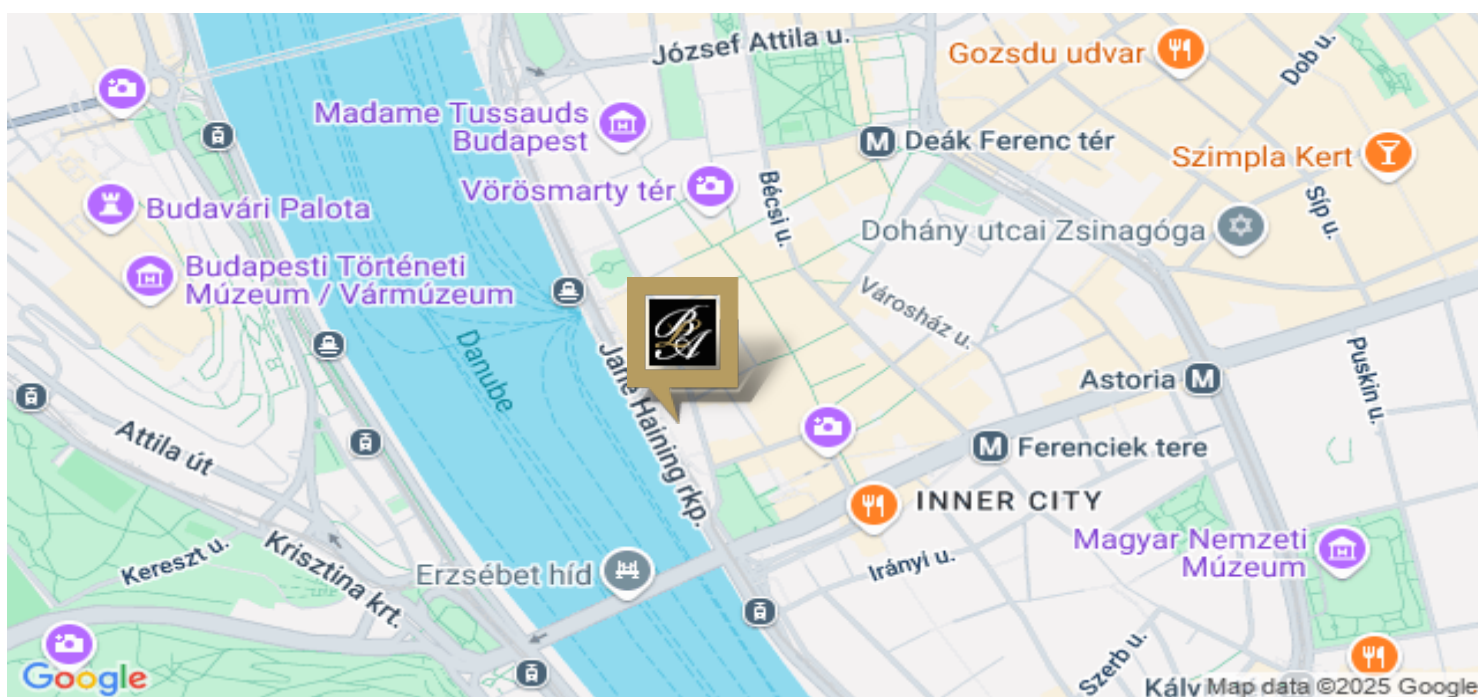 József Attila u.
Gozsdu udvar
Dob u.
Madame Tussauds
Budapest
Deák Ferenc tér
Szimpla Kert
Vörösmarty tér
Bécsi u.
Síp u.
Budavári Palota
Dohány utcai Zsinagóga
Budapesti Történeti
Múzeum / Vármúzeum
Városház u.
Danube
Jane Haining rkp.
Puskin u.
Astoria
Attila út
Ferenciek tere
INNER CITY
Magyar Nemzeti
Múzeum
Kereszt u.
Krisztina krt.
Erzsébet híd
Irányi u.
Szerb u.
Google
Kálv
Map data ©2025 Google